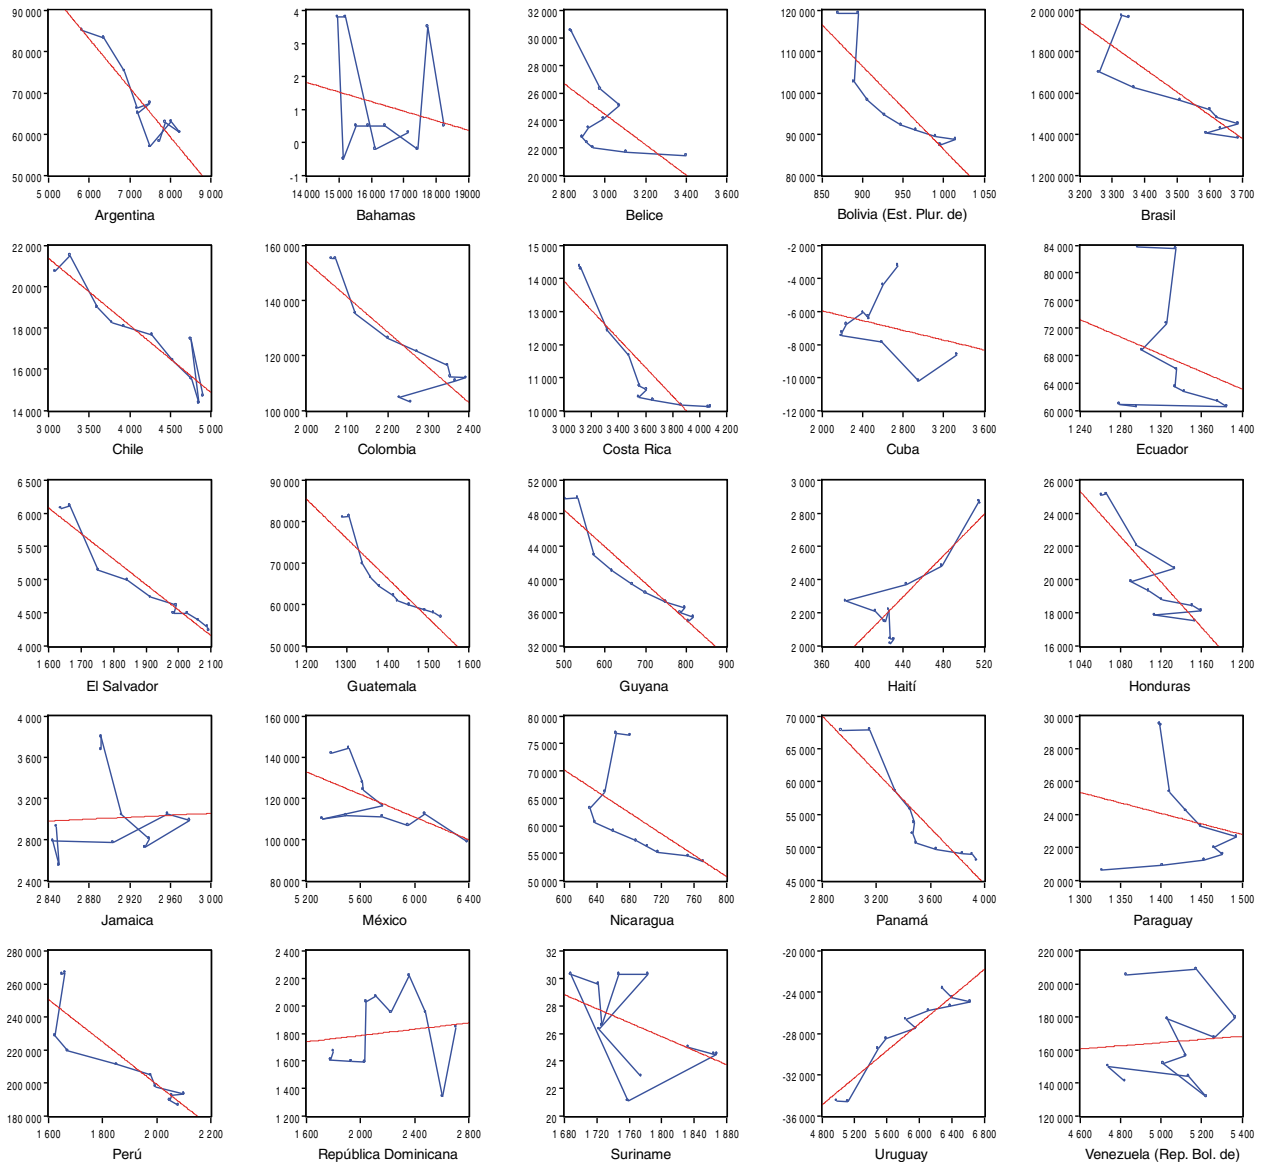 90 000
80 000
70 000
60 000
50 000
5 000 6 000 7 000 8 000 9 000
Argentina
4
3
2
1
0
-1
14 000 15 000 16 000 17 000 18 000 19 000
Bahamas
32 000
30 000
26 000
24 000
22 000
20 000
2 800 3 000 3 200 3 400 3 600
Belice
120 000
110 000
100 000
90 000
80 000
850 900 950 1 000 1 050
Bolivia (Est. Plur. de)
2 000 000
1 800 000
1 600 000
1 400 000
1 200 000
3 200 3 300 3 400 3 500 3 600 3 700
Brasil
22 000
20 000
18 000
16 000
14 000
3 000 3 500 4 000 4 500 5 000
Chile
160 000
140 000
120 000
100 000
2 000 2 100 2 200 2 300 2 400
Colombia
15 000
14 000
13 000
12 000
11 000
10 000
3 000 3 200 3 400 3 600 3 800 4 000 4 200
Costa Rica
-2 000
-4 000
-6 000
-8 000
-10 000
-12 000
2 000 2 400 2 800 3 200 3 600
Cuba
84 000
80 000
76 000
72 000
68 000
64 000
60 000
1 240 1 280 1 320 1 360 1 400
Ecuador
6 500
6 000
5 500
5 000
4 500
4 000
1 600 1 700 1 800 1 900 2 000 2 100
El Salvador
90 000
80 000
70 000
60 000
50 000
1 200 1 300 1 400 1 500 1 600
Guatemala
52 000
48 000
44 000
40 000
36 000
32 000
500 600 700 800 900
Guyana
3 000
2 800
2 600
2 400
2 200
2 000
360 400 440 480 520
Haití
26 000
24 000
22 000
20 000
18 000
16 000
1 040 1 080 1 120 1 160 1 200
Honduras
4 000
3 600
3 200
2 800
2 400
2 840 2 880 2 920 2 960 3 000
Jamaica
160 000
140 000
120 000
100 000
80 000
5 200 5 600 6 000 6 400
México
80 000
75 000
70 000
65 000
60 000
55 000
50 000
600 640 680 720 760 800
Nicaragua
70 000
65 000
60 000
55 000
50 000
45 000
2 800 3 200 3 600 4 000
Panamá
30 000
28 000
26 000
24 000
22 000
20 000
1 300 1 350 1 400 1 450 1 500
Paraguay
280 000
260 000
240 000
220 000
200 000
180 000
1 600 1 800 2 000 2 200
Perú
2 400
2 200
2 000
1 800
1 600
1 400
1 200
1 600 2 000 2 400 2 800
República Dominicana
32
30
28
26
24
22
20
1 680 1 720 1 760 1 800 1 840 1 880
Suriname
-20 000
-24 000
-28 000
-32 000
-36 000
4 800 5 200 5 600 6 000 6 400 6 800
Uruguay
220 000
200 000
180 000
160 000
140 000
120 000
4 600 4 800 5 000 5 200 5 400
Venezuela (Rep. Bol. de)